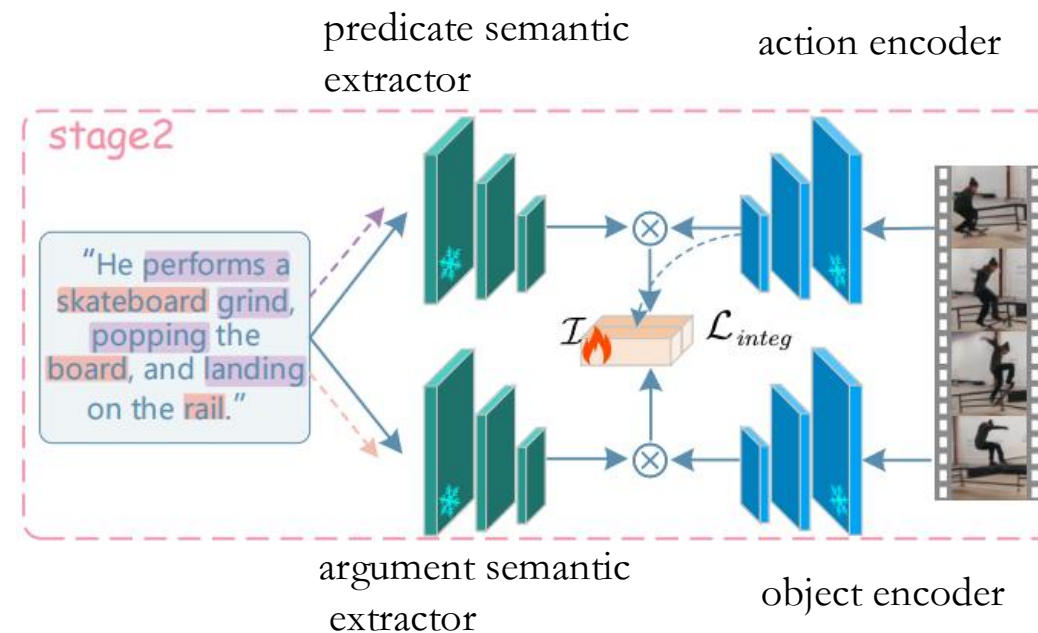 predicate semantic
extractor
action encoder
stage2
“He performs a
skateboard grind,
popping the
board, and landing
on the rail.”
I
L integ
argument semantic
extractor
object encoder